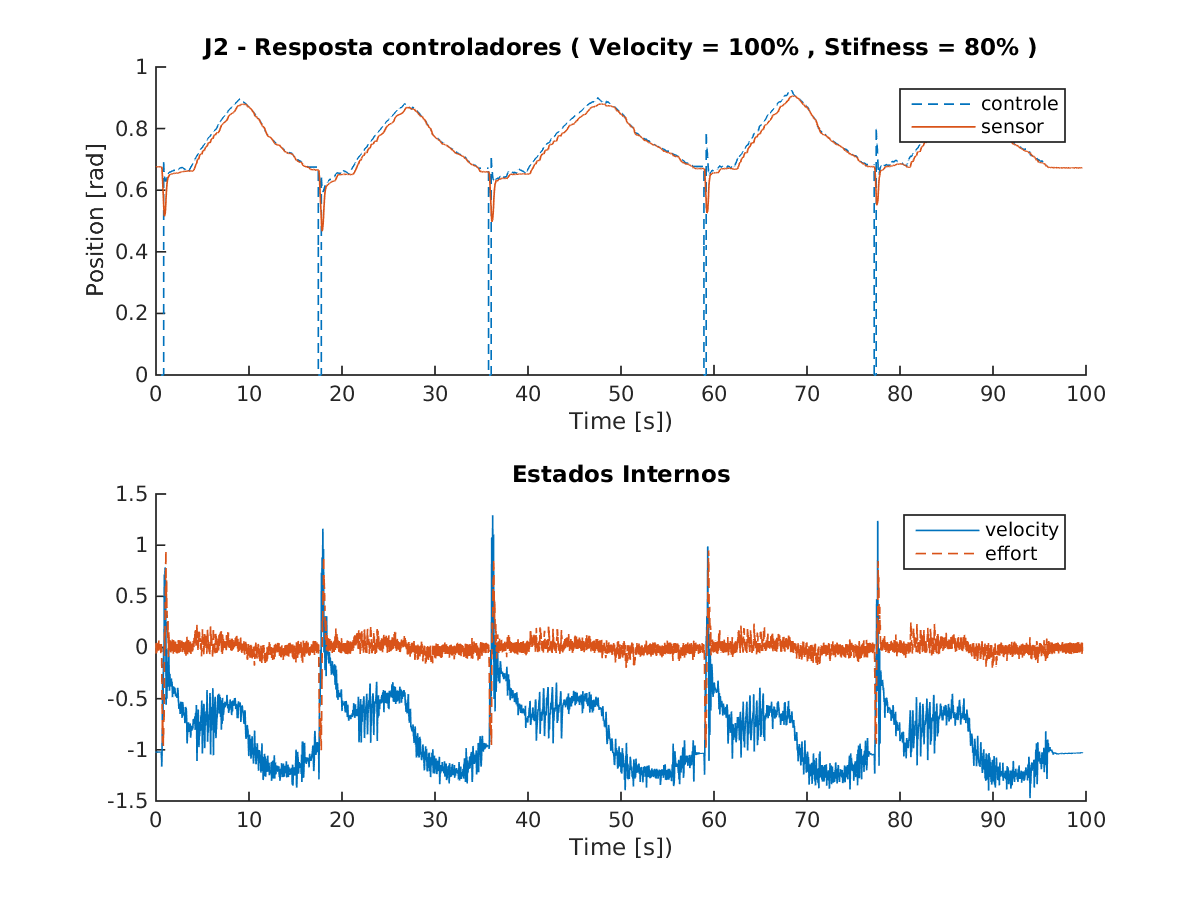 J2 - Resposta controladores ( Velocity = 100% , Stifness = 80% )
1
0.8
0.6
0.4
0.2
0
Position [rad]
controle
sensor
0 10 20 30 40 50 60 70 80 90 100
Time [s])
Estados Internos
1.5
1
0.5
0
-0.5
-1
-1.5
velocity
effort
0 10 20 30 40 50 60 70 80 90 100
Time [s])